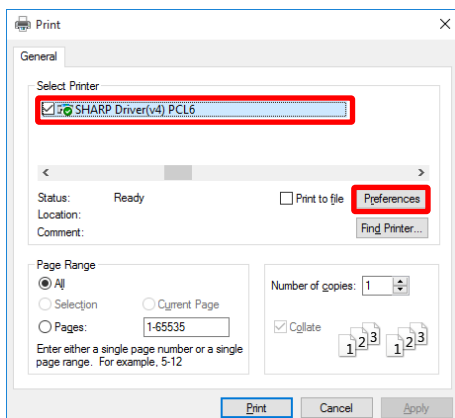 Print
General
Select Printer
SHARP Driver(v4) PCL6
Status: Ready
Print to file
Preferences
Location:
Comment:
Find Printer...
Page Range
All
Selection
Current Page
Pages:
1-65535
Enter either a single page number or a single
page range. For example, 5-12
Number of copies: 1
Collate
1 2 3 1 2 3
Print
Cancel
Apply